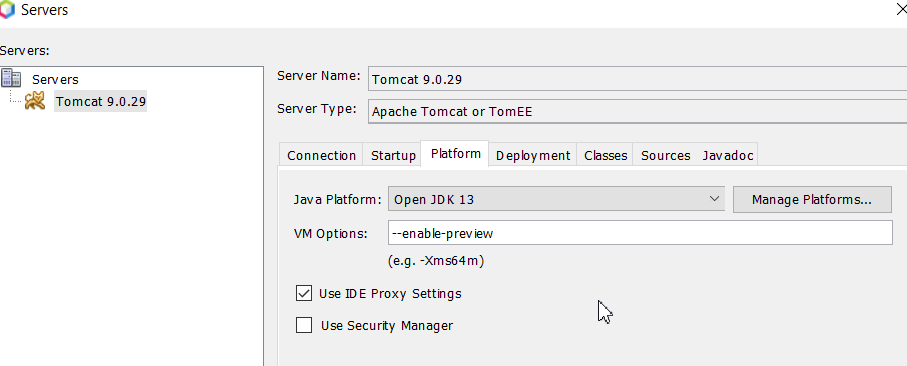 Servers
Servers:
Servers
Tomcat 9.0.29
Server Name: Tomcat 9.0.29
Server Type: Apache Tomcat or TomEE
Connection Startup Platform Deployment Classes Sources Javadoc
Java Platform: Open JDK 13 Manage Platforms...
VM Options: --enable-preview
(e.g. -Xms64m)
Use IDE Proxy Settings
Use Security Manager